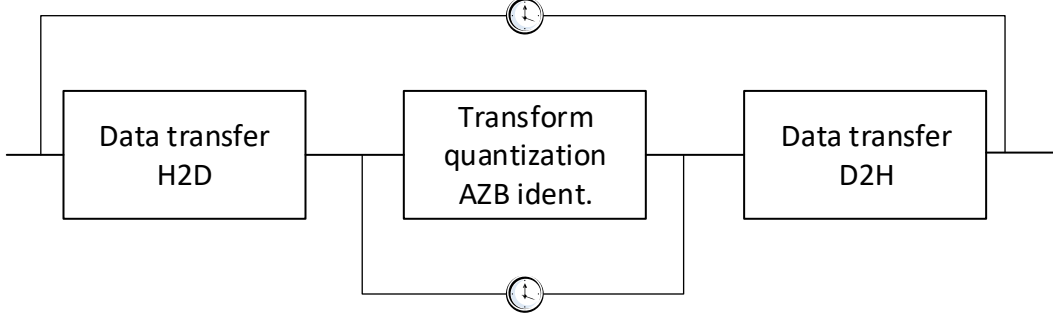 Data transfer
H2D
Transform
quantization
AZB ident.
Data transfer
D2H